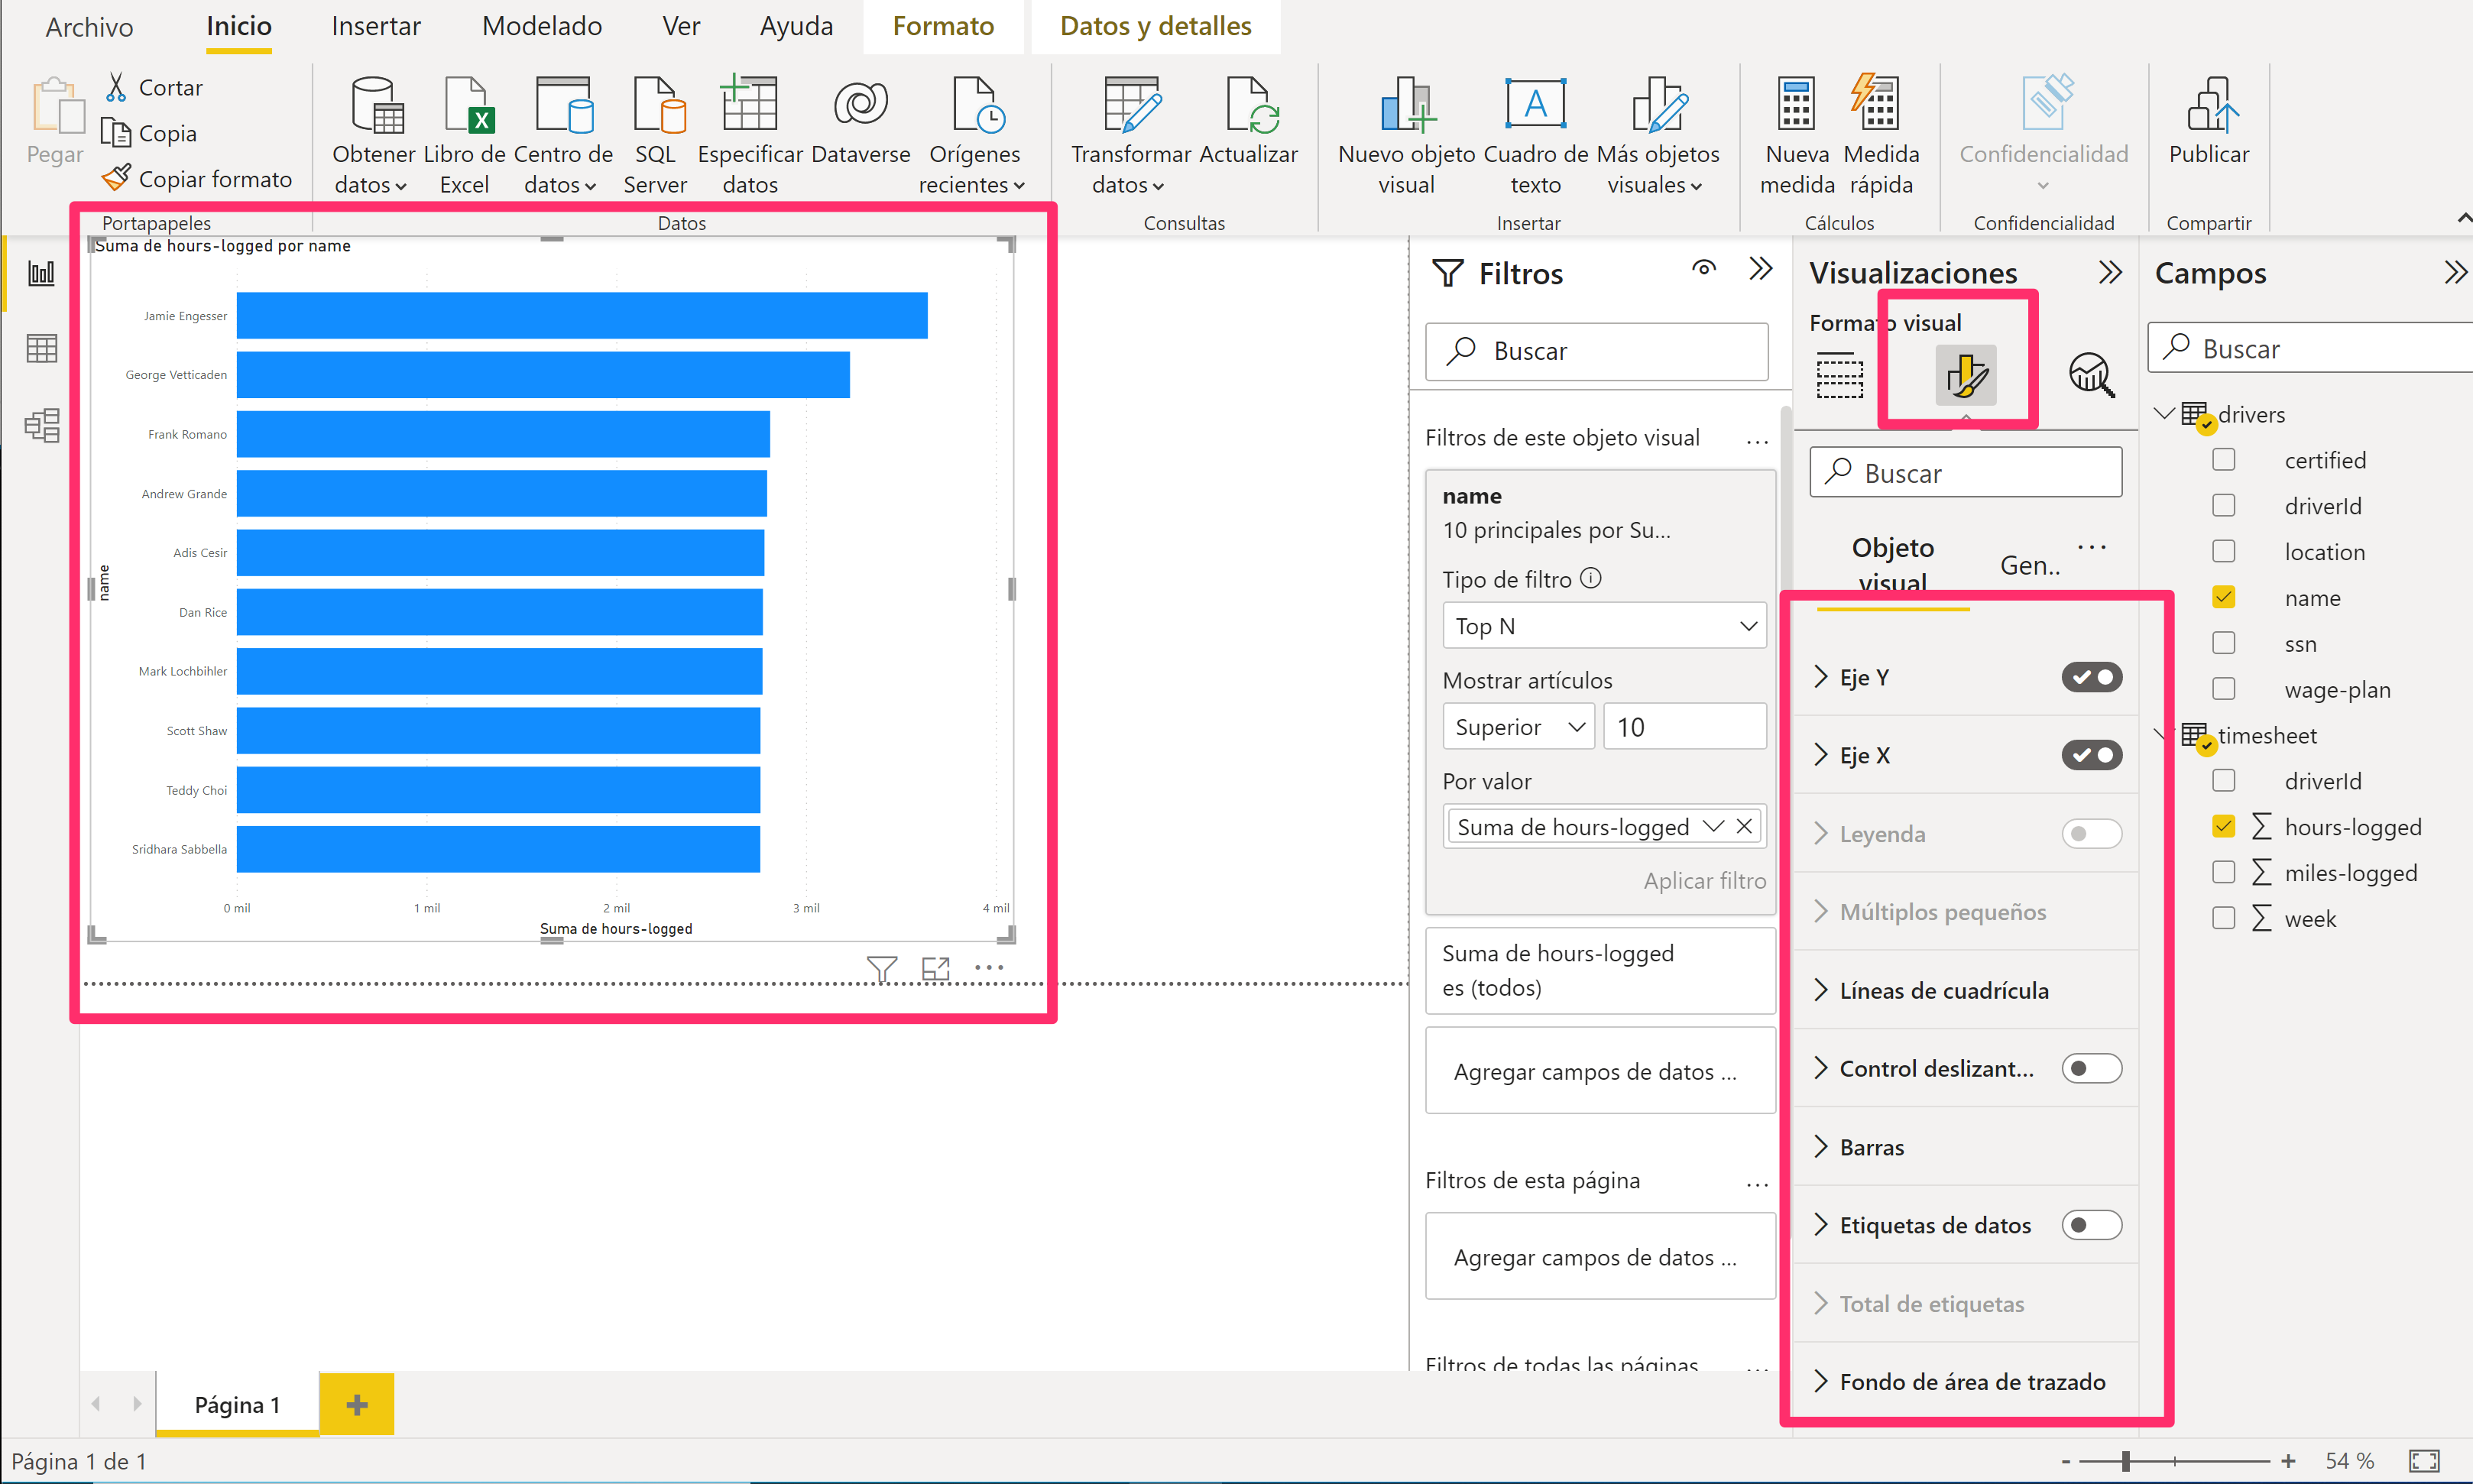 Archivo
Inicio
Insertar
Modelado
Ver
Ayuda
Formato
Datos y detalles
Pegar
Cortar
Copia
Copiar formato
Portapapeles
Obtener
datos
Libro de
Excel
Centro de
datos
SQL
Server
Especificar
datos
Dataverse
Orígenes
recientes
Datos
Transformar
datos
Actualizar
Consultas
Nuevo objeto
visual
A
Cuadro de
texto
Más objetos
visuales
Insertar
Nueva
medida
Medida
rápida
Cálculos
Confidencialidad
Confidencialidad
Publicar
Compartir
Suma de hours-logged por name
Jamie Engesser
George Vetticaden
Frank Romano
Andrew Grande
Adis Cesir
Dan Rice
Mark Lochbihler
Scott Shaw
Teddy Choi
Sridhara Sabbella
name
0 mil
1 mil
2 mil
3 mil
4 mil
Suma de hours-logged
Filtros
Buscar
Filtros de este objeto visual ...
name
10 principales por Su...
Tipo de filtro
Top N
Mostrar artículos
Superior
10
Por valor
Suma de hours-logged
Aplicar filtro
Suma de hours-logged
es (todos)
Agregar campos de datos ...
Filtros de esta página ...
Agregar campos de datos ...
Filtros de todas las páginas ...
Visualizaciones
Formato visual
Buscar
Objeto
visual
Gen..
...
Eje Y
Eje X
Leyenda
Múltiplos pequeños
Líneas de cuadrícula
Control deslizant...
Barras
Etiquetas de datos
Total de etiquetas
Fondo de área de trazado
Campos
Buscar
drivers
certified
driverId
location
name
ssn
wage-plan
timesheet
driverId
∑ hours-logged
∑ miles-logged
∑ week
Página 1
+
Página 1 de 1
- + 54 %